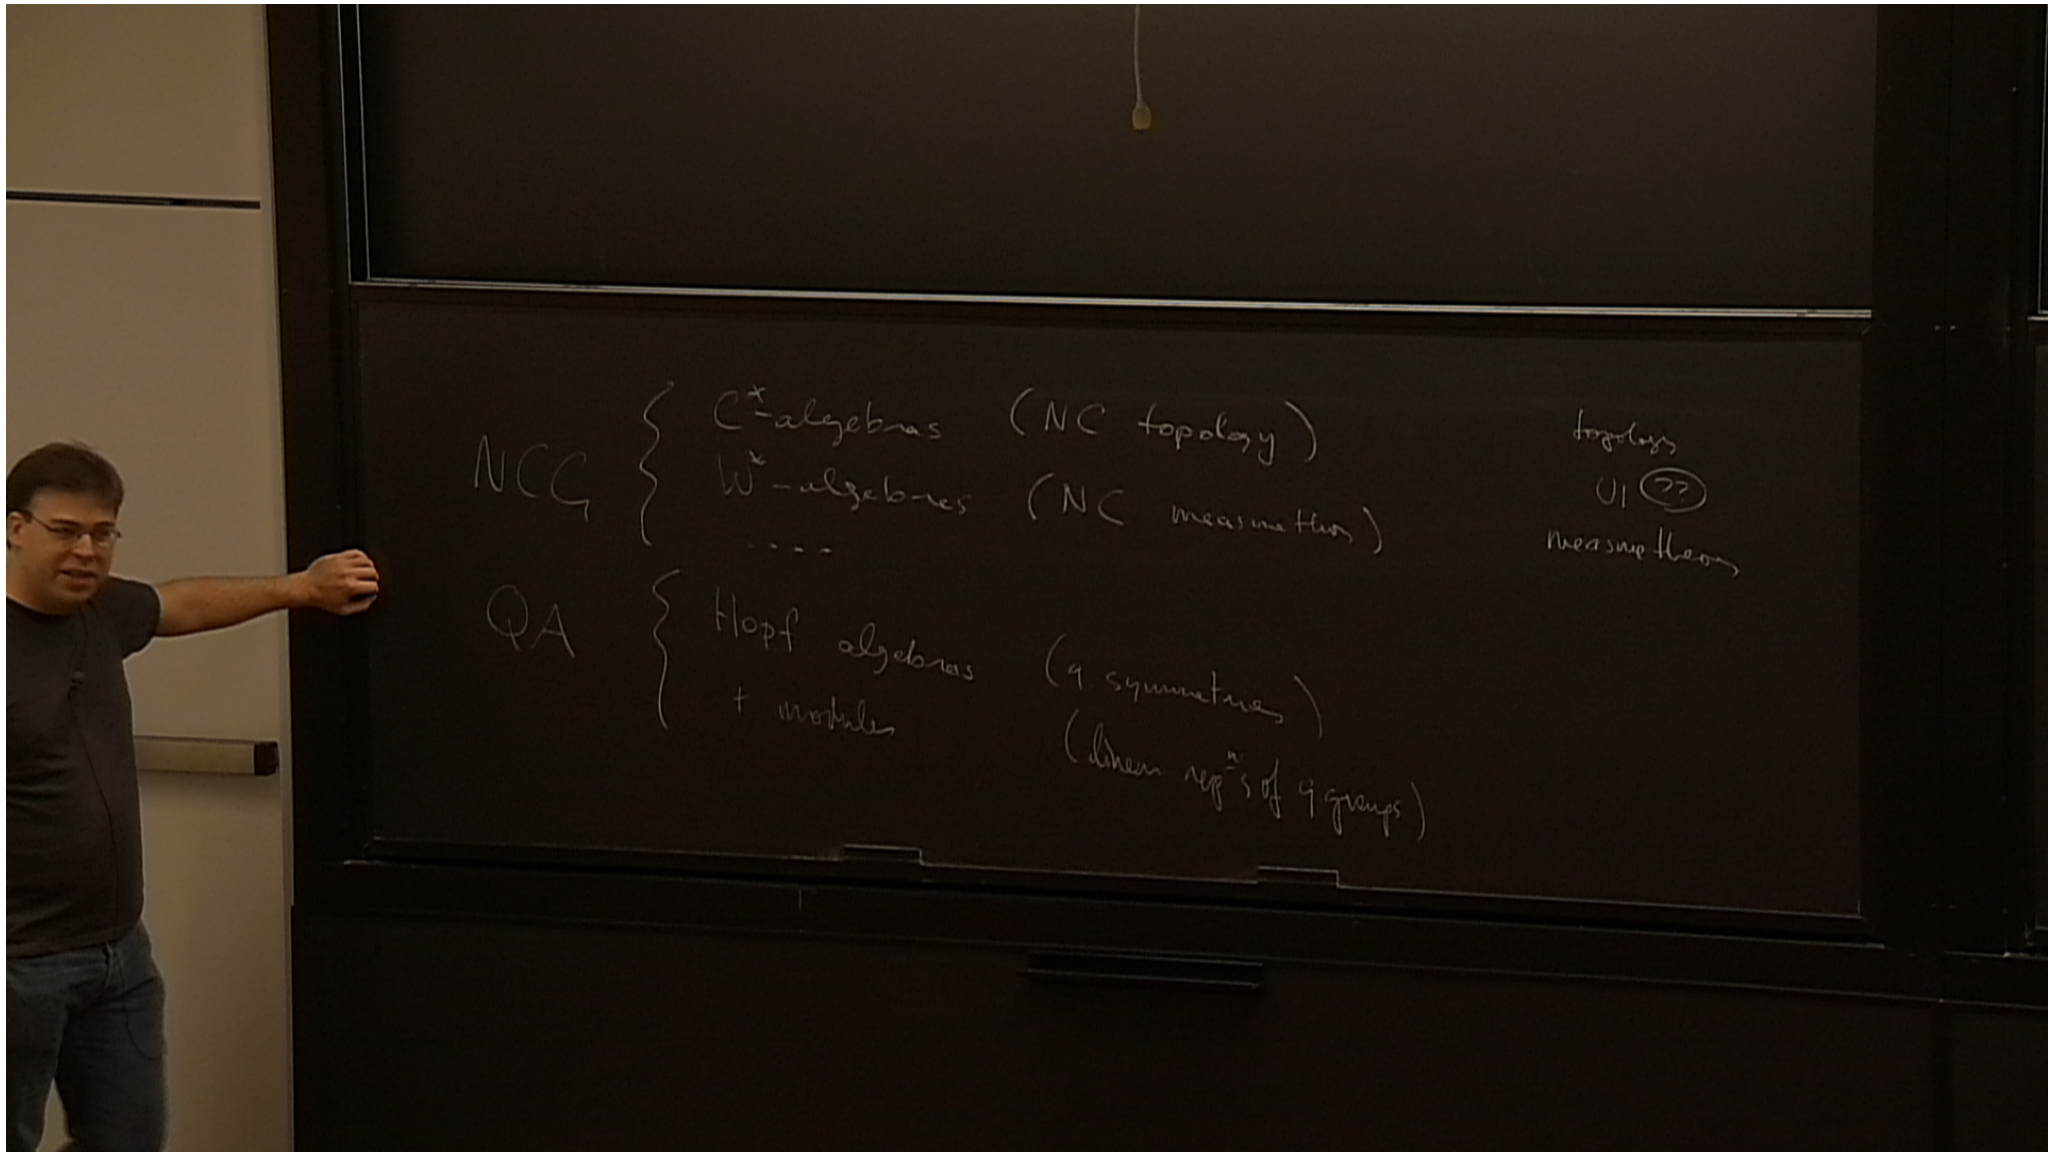 NCG { C*-algebras (NC topology)
W*-algebras (NC measure theory)
....
QA { Hopf algebras (q. symmetries)
+ modules (linear repⁿs of q. groups)
topology
∪| ??
measure theory